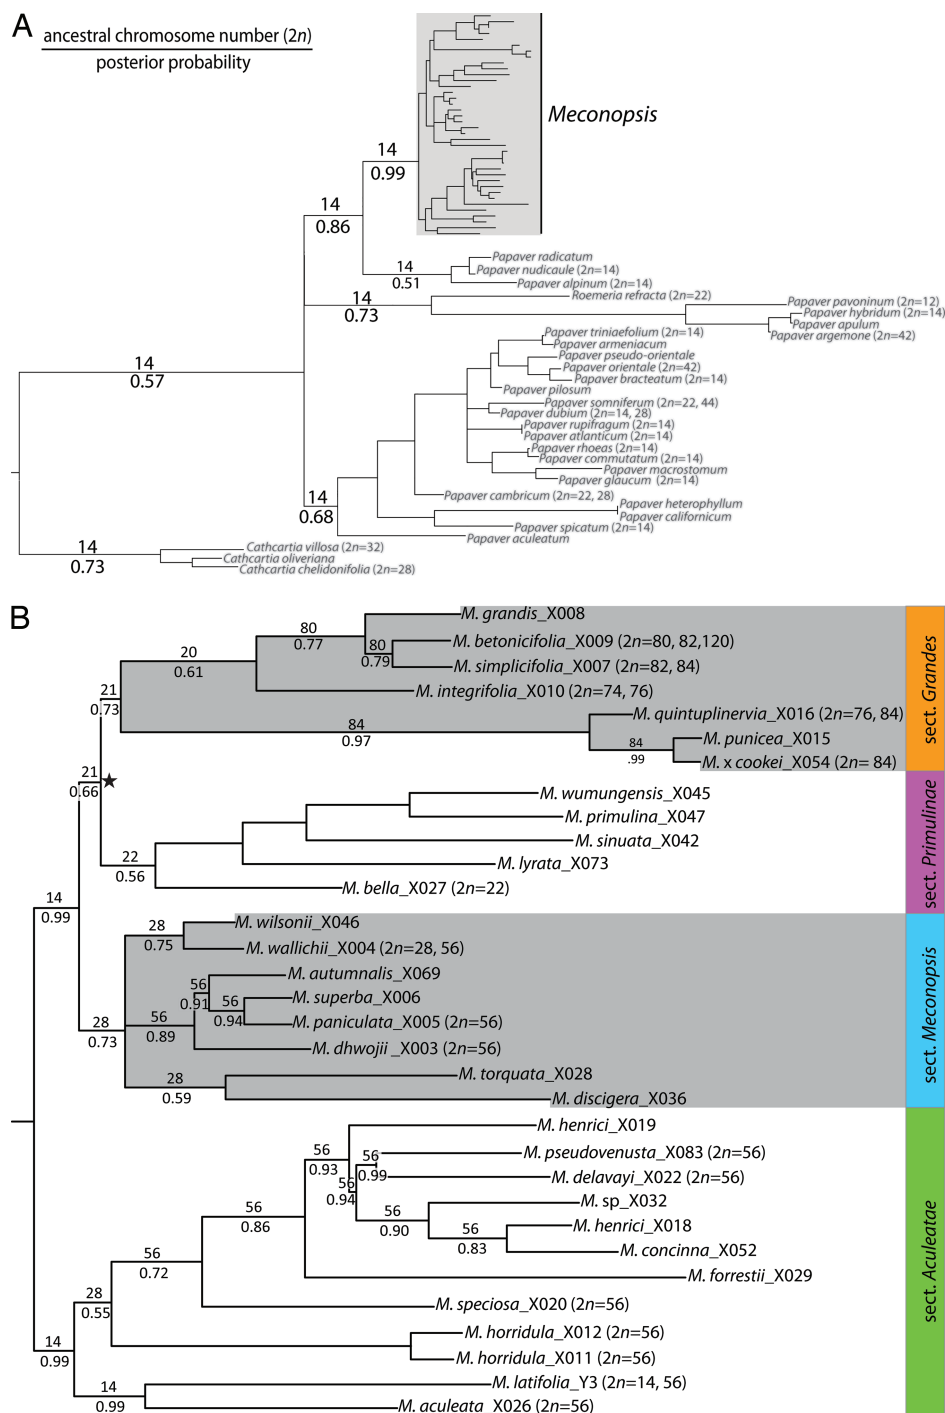 A
ancestral chromosome number (2n)
posterior probability
Meconopsis
14
0.99
14
0.86
Papaver radicatum
14
0.51
Papaver nudicaule (2n=14)
Papaver alpinum (2n=14)
14
0.73
Roemeria refracta (2n=22)
Papaver pavoninum (2n=12)
Papaver hybridum (2n=14)
Papaver apulum
Papaver argemone (2n=42)
Papaver triniaefolium (2n=14)
Papaver armeniacum
Papaver pseudo-orientale
14
0.57
Papaver orientale (2n=42)
Papaver bracteatum (2n=14)
Papaver pilosum
Papaver somniferum (2n=22, 44)
Papaver dubium (2n=14, 28)
Papaver rupifragum (2n=14)
Papaver atlanticum (2n=14)
Papaver rhoeas (2n=14)
Papaver commutatum (2n=14)
Papaver macrostomum
Papaver glaucum (2n=14)
14
0.68
Papaver cambricum (2n=22, 28)
Papaver heterophyllum
Papaver californicum
Papaver spicatum (2n=14)
Papaver aculeatum
14
0.73
Cathcartia villosa (2n=32)
Cathcartia oliveriana
Cathcartia chelidonifolia (2n=28)
B
M. grandis_X008
80
0.77
80
0.79
M. betonicifolia_X009 (2n=80, 82,120)
20
0.61
M. simplicifolia_X007 (2n=82, 84)
M. integrifolia_X010 (2n=74, 76)
21
0.73
M. quintuplinervia_X016 (2n=76, 84)
84
0.97
84
.99
M. punicea_X015
M. x cookei_X054 (2n= 84)
sect. Grandes
21
0.66
★
M. wumungensis_X045
M. primulina_X047
M. sinuata_X042
22
0.56
M. lyrata_X073
M. bella_X027 (2n=22)
sect. Primulinae
14
0.99
M. wilsonii_X046
28
0.75
M. wallichii_X004 (2n=28, 56)
M. autumnalis_X069
56
0.91
56
0.94
M. superba_X006
M. paniculata_X005 (2n=56)
28
0.73
56
0.89
M. dhwojii _X003 (2n=56)
M. torquata_X028
28
0.59
M. discigera_X036
sect. Meconopsis
M. henrici_X019
56
0.93
56
0.99
M. pseudovenusta_X083 (2n=56)
M. delavayi_X022 (2n=56)
56
0.94
M. sp_X032
56
0.90
56
0.83
M. henrici_X018
M. concinna_X052
56
0.86
M. forrestii_X029
56
0.72
M. speciosa_X020 (2n=56)
28
0.55
M. horridula_X012 (2n=56)
M. horridula_X011 (2n=56)
14
0.99
M. latifolia_Y3 (2n=14, 56)
14
0.99
M. aculeata_X026 (2n=56)
sect. Aculeatae